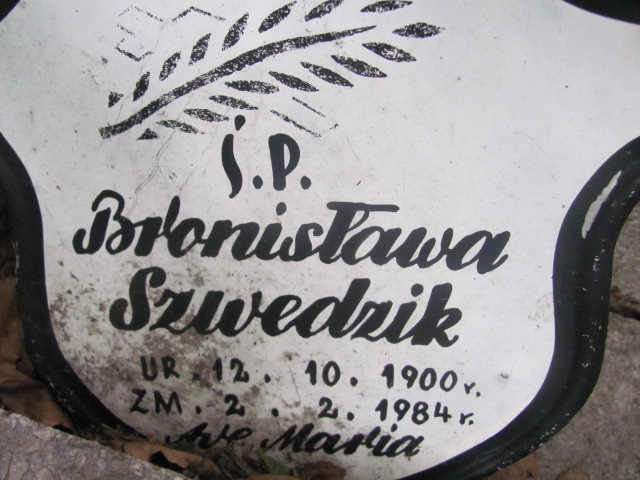 Ś.P.
Bronisława
Szwedzik
UR. 12. 10. 1900 r.
ZM. 2. 2. 1984 r.
Ave Maria